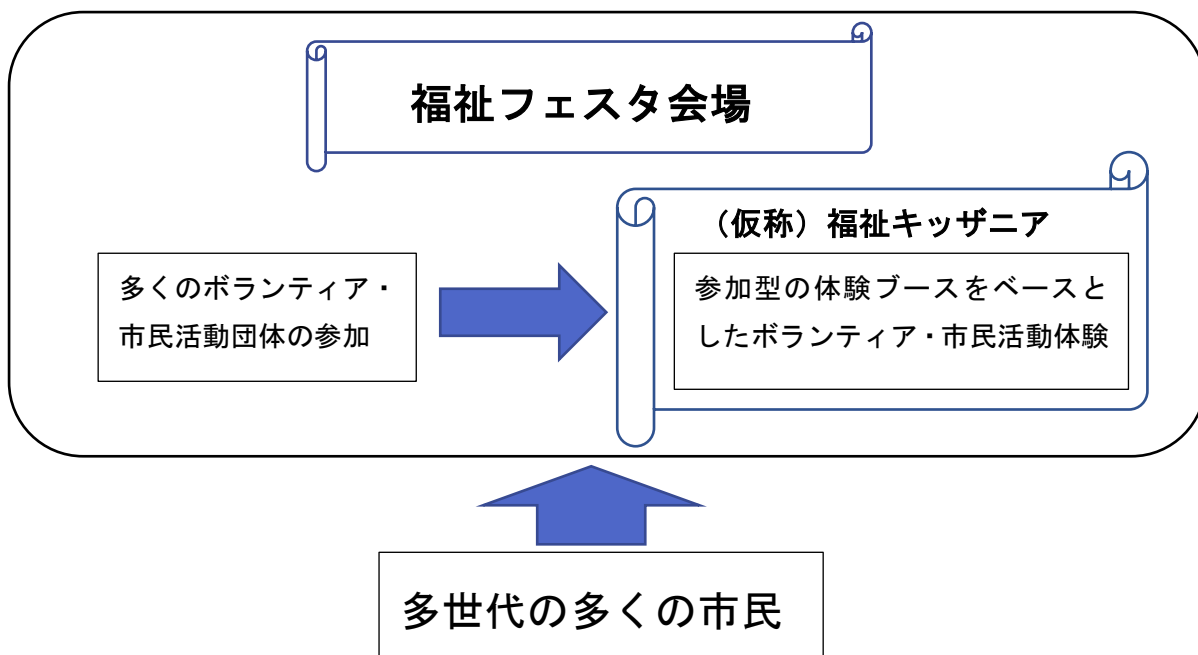 福祉フェスタ会場
（仮称）福祉キッザニア
多くのボランティア・
市民活動団体の参加
参加型の体験ブースをベースと
したボランティア・市民活動体験
多世代の多くの市民